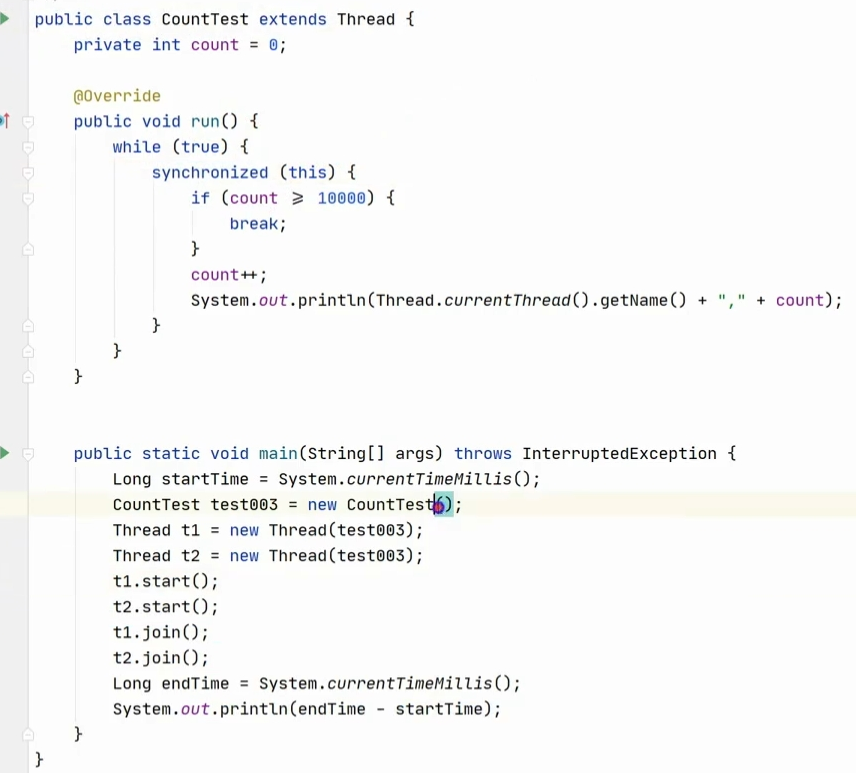 public class CountTest extends Thread {
    private int count = 0;

    @Override
    public void run() {
        while (true) {
            synchronized (this) {
                if (count >= 10000) {
                    break;
                }
                count++;
                System.out.println(Thread.currentThread().getName() + "," + count);
            }
        }
    }


    public static void main(String[] args) throws InterruptedException {
        Long startTime = System.currentTimeMillis();
        CountTest test003 = new CountTest();
        Thread t1 = new Thread(test003);
        Thread t2 = new Thread(test003);
        t1.start();
        t2.start();
        t1.join();
        t2.join();
        Long endTime = System.currentTimeMillis();
        System.out.println(endTime - startTime);
    }
}